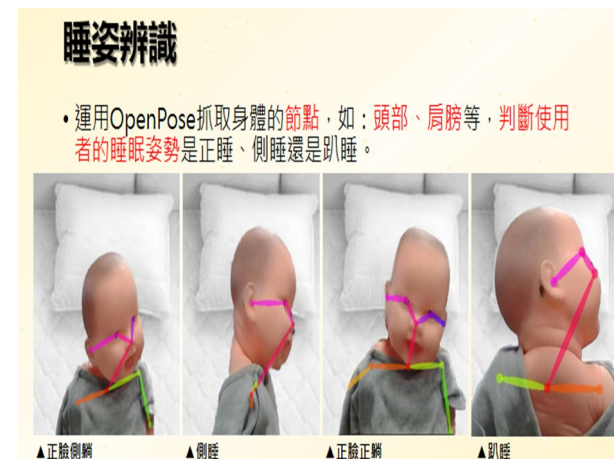 睡姿辨識
• 運用OpenPose抓取身體的節點，如：頭部、肩膀等，判斷使用
者的睡眠姿勢是正睡、側睡還是趴睡。
▲正臉側躺
▲側睡
▲正臉正躺
▲趴睡